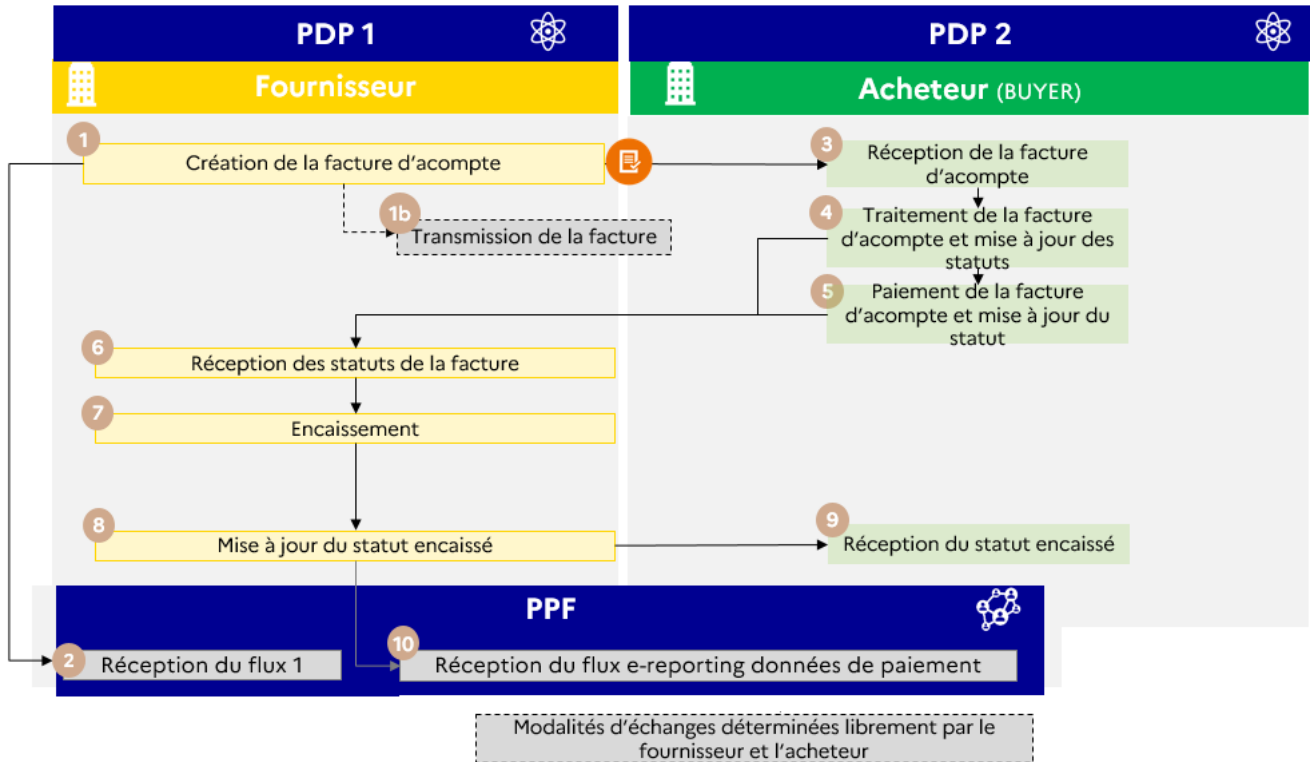 PDP 1
PDP 2
Fournisseur
Acheteur (BUYER)
1
Création de la facture d'acompte
3
Réception de la facture
d'acompte
1b
Transmission de la facture
4
Traitement de la facture
d'acompte et mise à jour des
statuts
5
Paiement de la facture
d'acompte et mise à jour du
statut
6
Réception des statuts de la facture
7
Encaissement
8
Mise à jour du statut encaissé
9
Réception du statut encaissé
PPF
2
Réception du flux 1
10
Réception du flux e-reporting données de paiement
Modalités d'échanges déterminées librement par le
fournisseur et l'acheteur